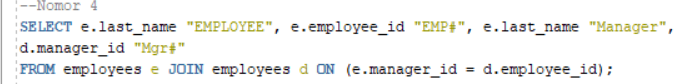 --Nomor 4
SELECT e.last_name "EMPLOYEE", e.employee_id "EMP#", e.last_name "Manager",
d.manager_id "Mgr#"
FROM employees e JOIN employees d ON (e.manager_id = d.employee_id);